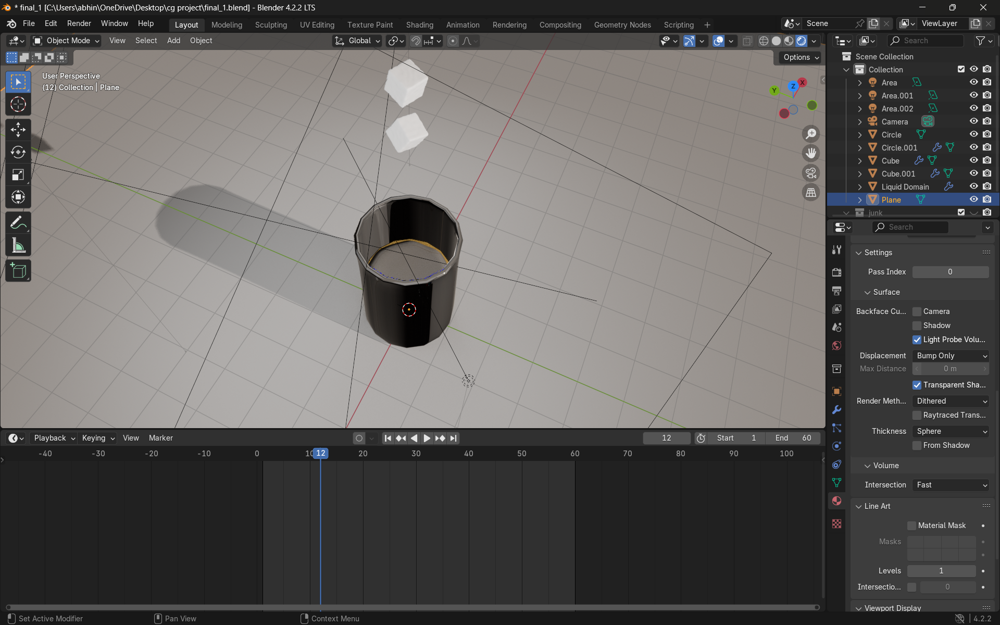 * final_1 [C:\Users\abhin\OneDrive\Desktop\cg project\final_1.blend] - Blender 4.2.2 LTS
File Edit Render Window Help Layout Modeling Sculpting UV Editing Texture Paint Shading Animation Rendering Compositing Geometry Nodes Scripting + Scene ViewLayer
Object Mode View Select Add Object Global Search
Options
User Perspective
(12) Collection | Plane
X
Y
Z
Scene Collection
Collection
Area
Area.001
Area.002
Camera
Circle
Circle.001
Cube
Cube.001
Liquid Domain
Plane
junk
Search
Settings
Pass Index 0
Surface
Backface Cu... Camera
Shadow
Light Probe Volu...
Displacement Bump Only
Max Distance 0 m
Transparent Sha...
Render Meth... Dithered
Raytraced Trans...
Thickness Sphere
From Shadow
Volume
Intersection Fast
Line Art
Material Mask
Masks
Levels 1
Intersectio... 0
Viewport Display
Playback Keying View Marker 12 Start 1 End 60
-40 -30 -20 -10 0 10 12 20 30 40 50 60 70 80 90 100
Set Active Modifier Pan View Context Menu 4.2.2